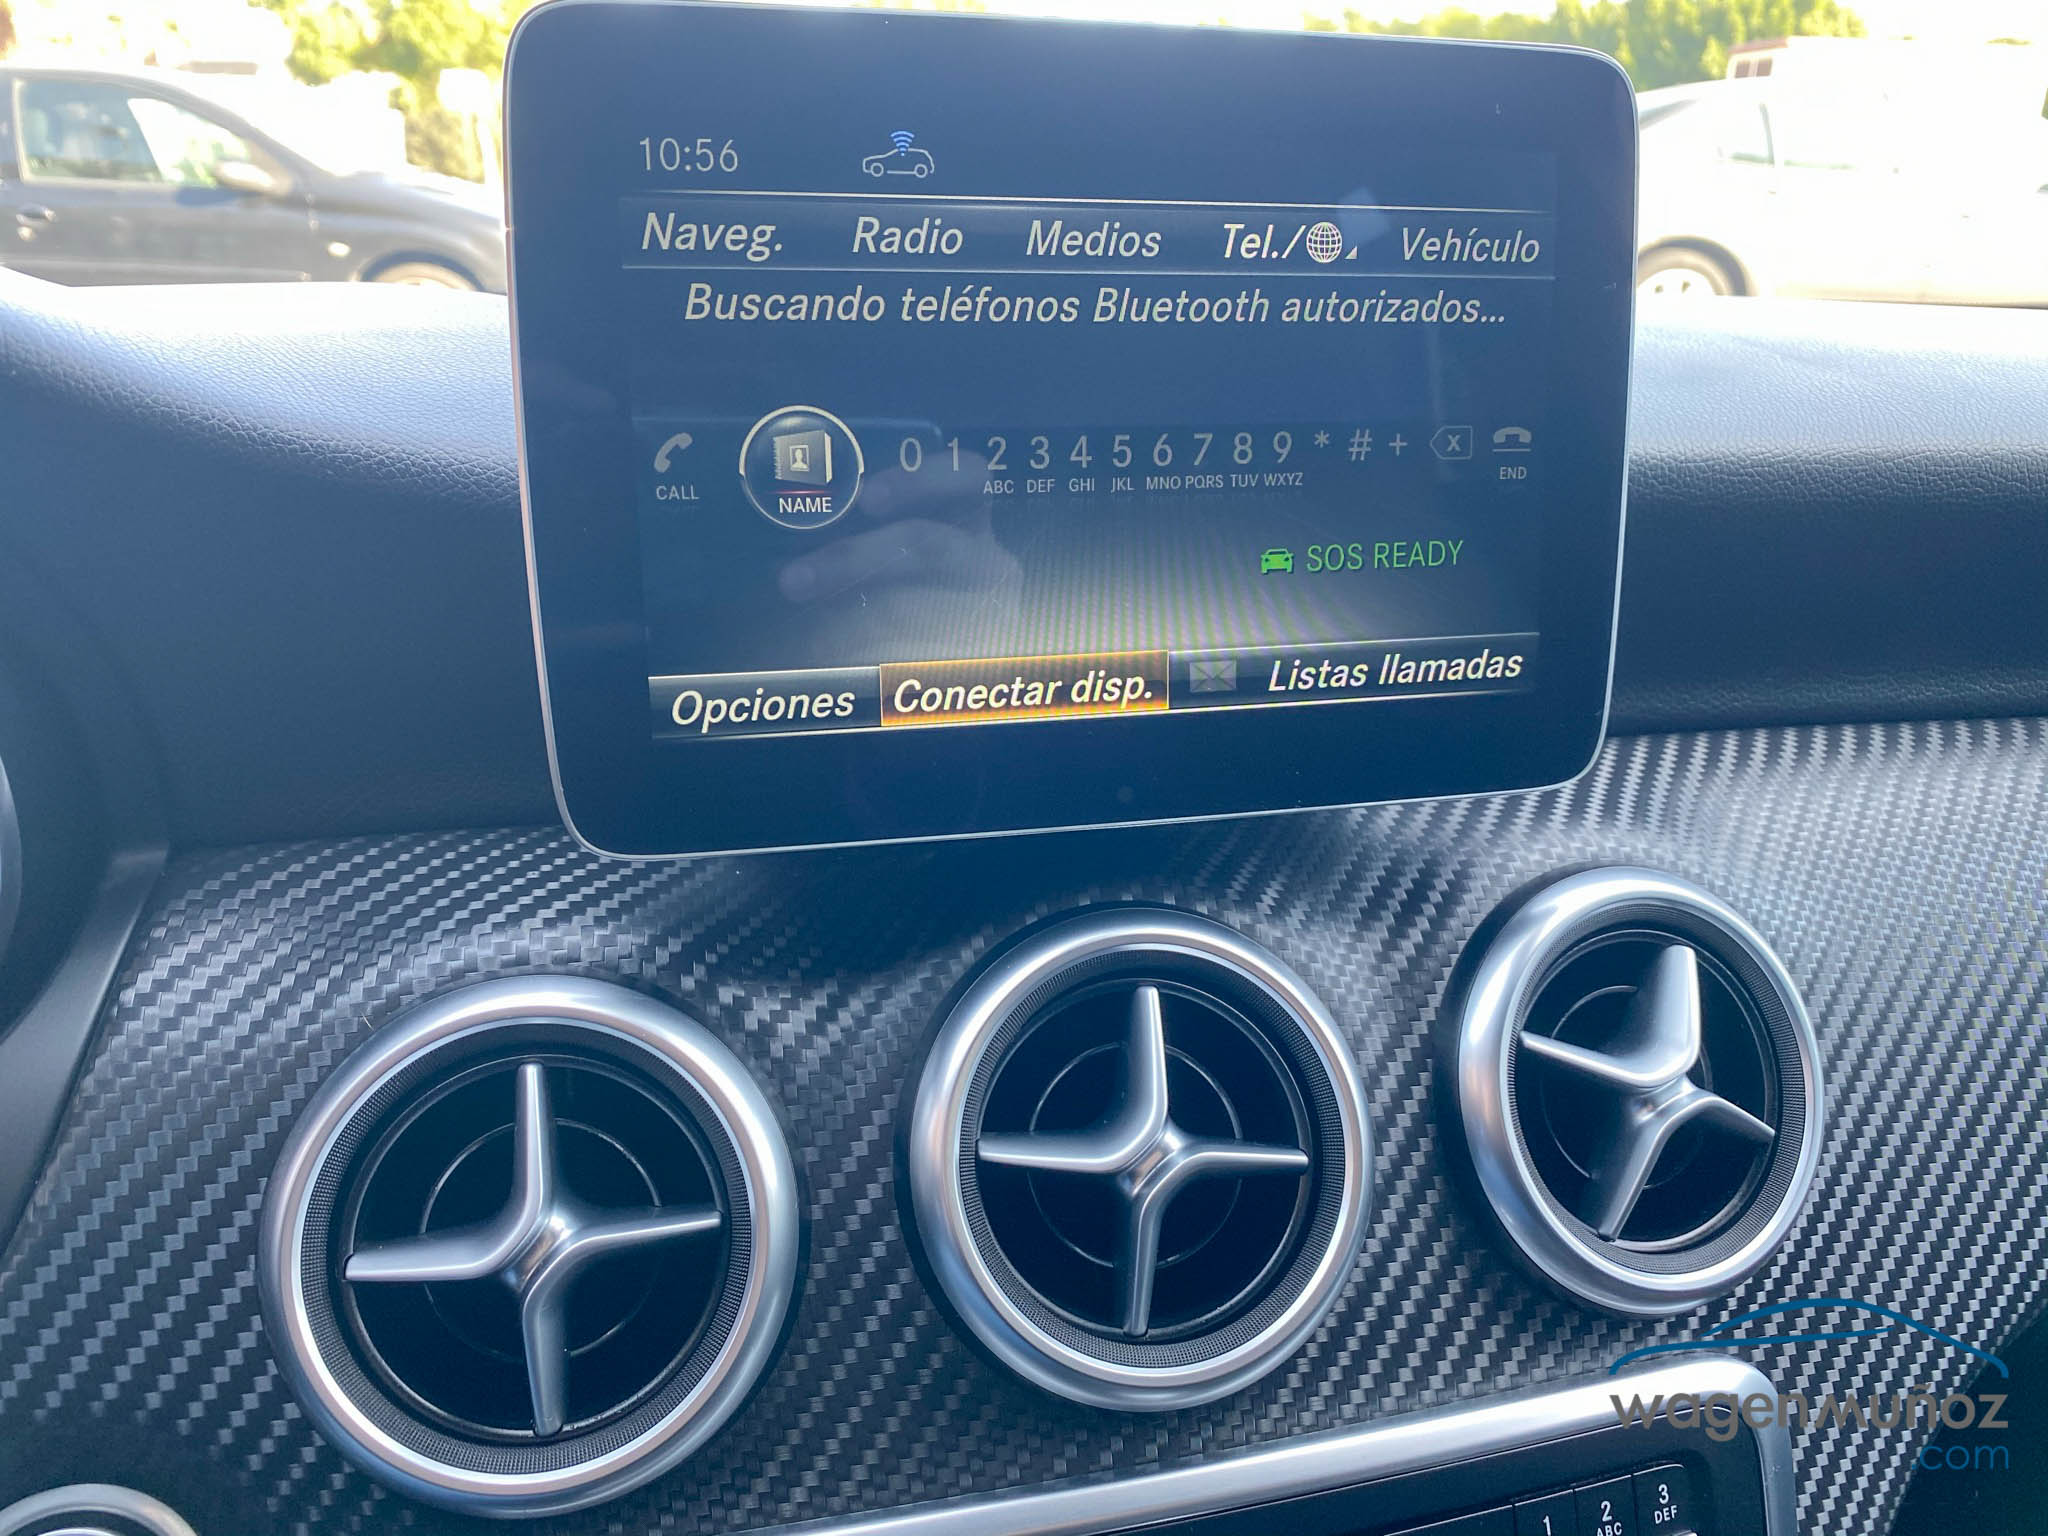 10:56
Naveg. Radio Medios Tel./ Vehículo
Buscando teléfonos Bluetooth autorizados...
0 1 2 3 4 5 6 7 8 9 * # + X
CALL NAME ABC DEF GHI JKL MNO PQRS TUV WXYZ END
SOS READY
Opciones Conectar disp. Listas llamadas
wagenmuñoz
.com
1 2 3
ABC DEF